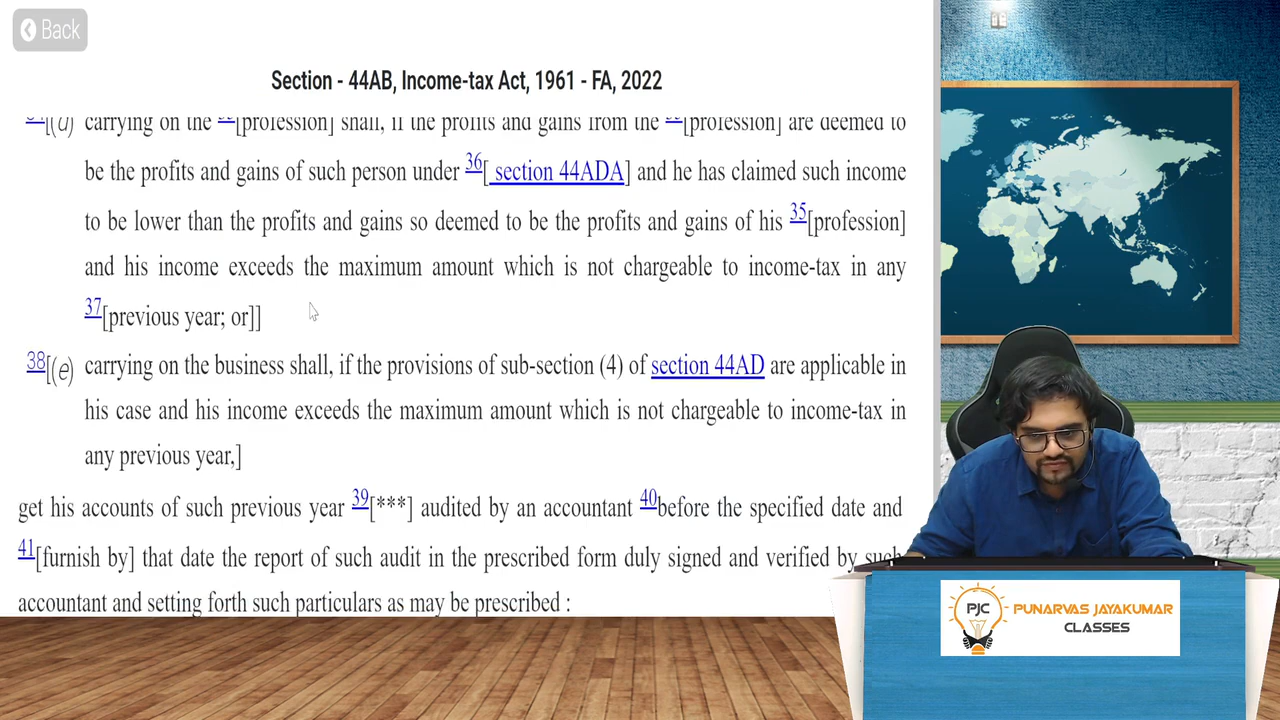 Back
Section - 44AB, Income-tax Act, 1961 - FA, 2022
[(d) carrying on the [profession] shall, if the profits and gains from the [profession] are deemed to
be the profits and gains of such person under 36[ section 44ADA] and he has claimed such income
to be lower than the profits and gains so deemed to be the profits and gains of his 35[profession]
and his income exceeds the maximum amount which is not chargeable to income-tax in any
37[previous year; or]]
38[(e) carrying on the business shall, if the provisions of sub-section (4) of section 44AD are applicable in
his case and his income exceeds the maximum amount which is not chargeable to income-tax in
any previous year,]
get his accounts of such previous year 39[***] audited by an accountant 40before the specified date and
41[furnish by] that date the report of such audit in the prescribed form duly signed and verified by such
accountant and setting forth such particulars as may be prescribed :
PJC
PUNARVAS JAYAKUMAR
CLASSES